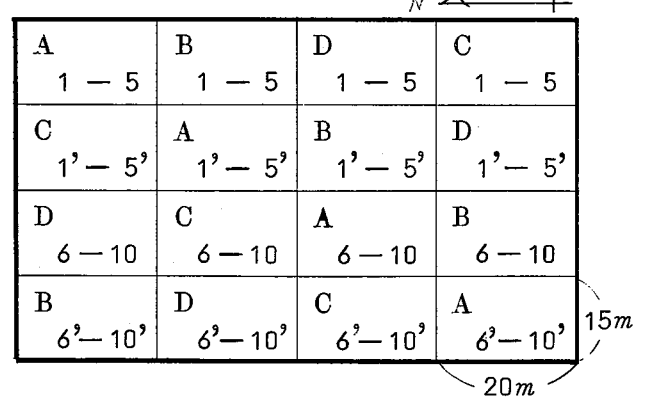 N
A B D C
1 — 5 1 — 5 1 — 5 1 — 5
C A B D
1’— 5’ 1’— 5’ 1’— 5’ 1’— 5’
D C A B
6 — 10 6 — 10 6 — 10 6 — 10
B D C A
6’— 10’ 6’— 10’ 6’— 10’ 6’— 10’
15m
20m